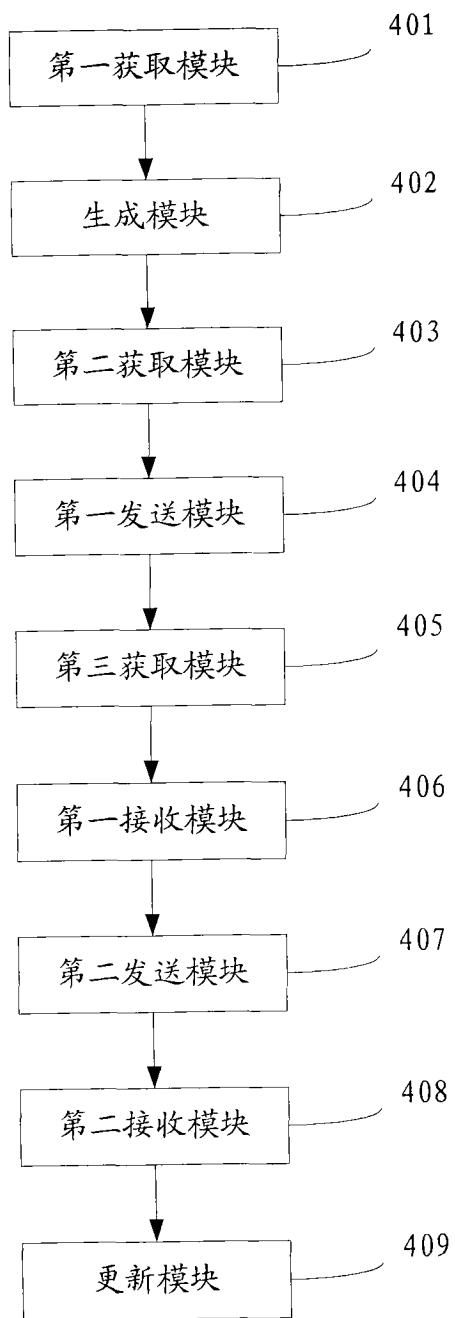 401
第一获取模块
402
生成模块
403
第二获取模块
404
第一发送模块
405
第三获取模块
406
第一接收模块
407
第二发送模块
408
第二接收模块
409
更新模块